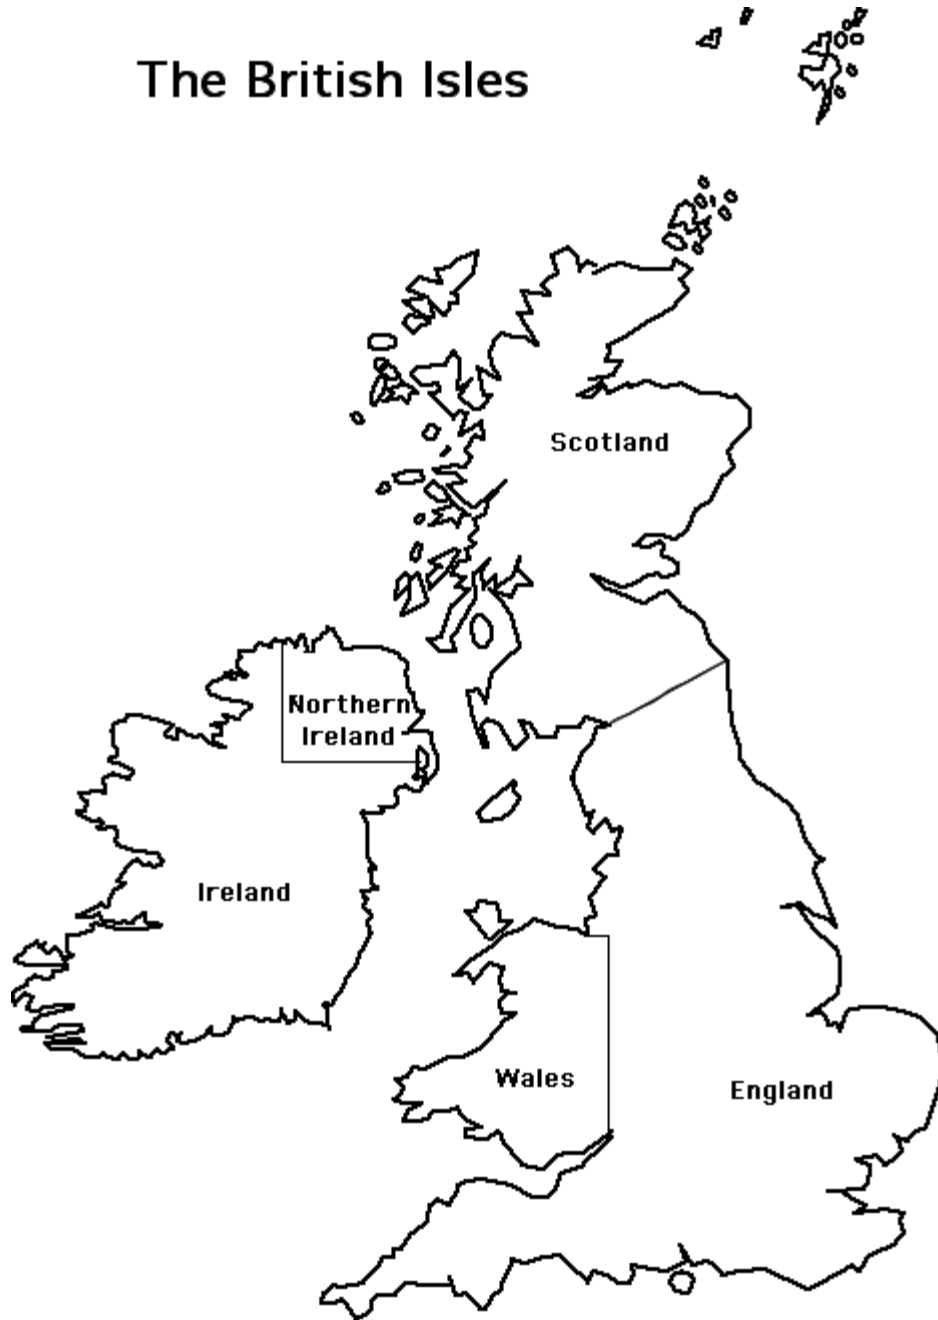 The British Isles
Scotland
Northern
Ireland
Ireland
Wales
England